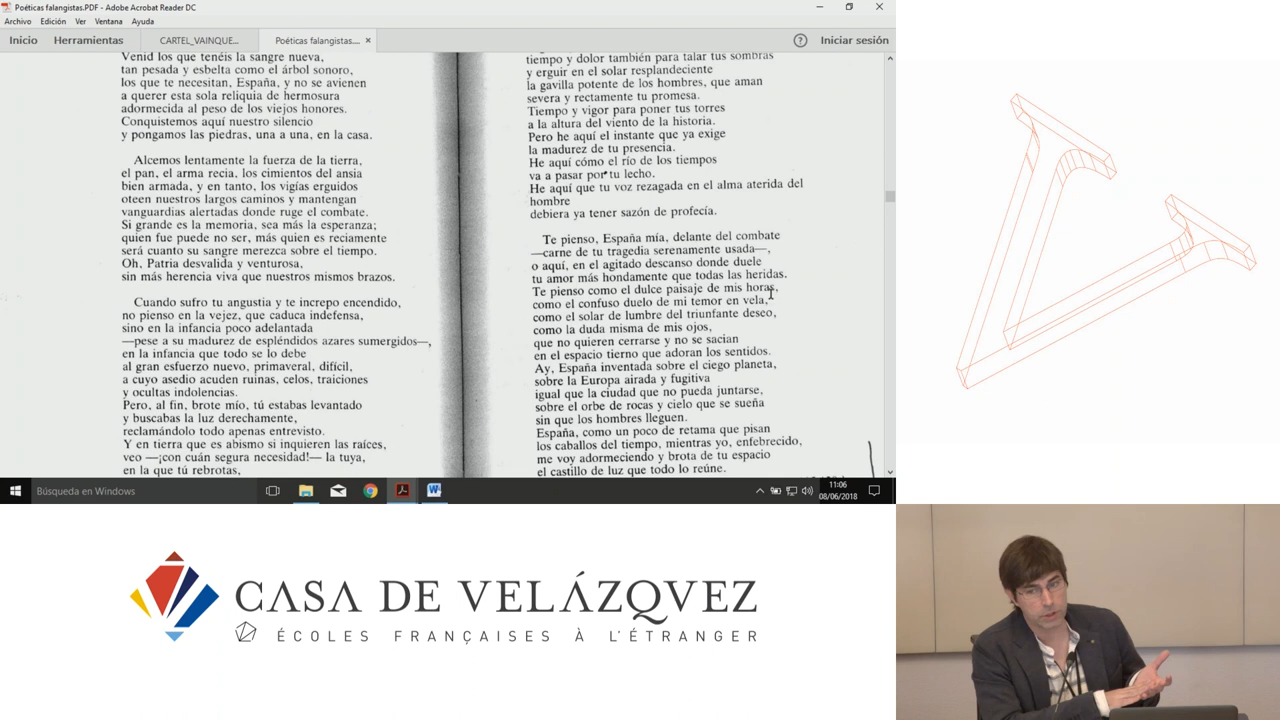 Poéticas falangistas.PDF - Adobe Acrobat Reader DC
Archivo Edición Ver Ventana Ayuda
Inicio Herramientas CARTEL_VAINQUE... Poéticas falangistas.... × Iniciar sesión
Venid los que tenéis la sangre nueva,
tan pesada y esbelta como el árbol sonoro,
los que te necesitan, España, y no se avienen
a querer esta sola reliquia de hermosura
adormecida al peso de los viejos honores.
Conquistemos aquí nuestro silencio
y pongamos las piedras, una a una, en la casa.
Alcemos lentamente la fuerza de la tierra,
el pan, el arma recia, los cimientos del ansia
bien armada, y en tanto, los vigías erguidos
oteen nuestros largos caminos y mantengan
vanguardias alertadas donde ruge el combate.
Si grande es la memoria, sea más la esperanza;
quien fue puede no ser, más quien es reciamente
será cuanto su sangre merezca sobre el tiempo.
Oh, Patria desvalida y venturosa,
sin más herencia viva que nuestros mismos brazos.
Cuando sufro tu angustia y te increpo encendido,
no pienso en la vejez, que caduca indefensa,
sino en la infancia poco adelantada
—pese a su madurez de espléndidos azares sumergidos—,
en la infancia que todo se lo debe
al gran esfuerzo nuevo, primaveral, difícil,
a cuyo asedio acuden ruinas, celos, traiciones
y ocultas indolencias.
Pero, al fin, brote mío, tú estabas levantado
y buscabas la luz derechamente,
reclamándolo todo apenas entrevisto.
Y en tierra que es abismo si inquieren las raíces,
veo —¡con cuán segura necesidad!— la tuya,
en la que tú rebrotas,
tiempo y dolor también para talar tus sombras
y erguir en el solar resplandeciente
la gavilla potente de los hombres, que aman
severa y rectamente tu promesa.
Tiempo y vigor para poner tus torres
a la altura del viento de la historia.
Pero he aquí el instante que ya exige
la madurez de tu presencia.
He aquí cómo el río de los tiempos
va a pasar por tu lecho.
He aquí que tu voz rezagada en el alma aterida del
hombre
debiera ya tener sazón de profecía.
Te pienso, España mía, delante del combate
—carne de tu tragedia serenamente usada—,
o aquí, en el agitado descanso donde duele
tu amor más hondamente que todas las heridas.
Te pienso como el dulce paisaje de mis horas,
como el confuso duelo de mi temor en vela,
como el solar de lumbre del triunfante deseo,
como la duda misma de mis ojos,
que no quieren cerrarse y no se sacian
en el espacio tierno que adoran los sentidos.
Ay, España inventada sobre el ciego planeta,
sobre la Europa airada y fugitiva
igual que la ciudad que no pueda juntarse,
sobre el orbe de rocas y cielo que se sueña
sin que los hombres lleguen.
España, como un poco de retama que pisan
los caballos del tiempo, mientras yo, enfebrecido,
me voy adormeciendo y brota de tu espacio
el castillo de luz que todo lo reúne.
Búsqueda en Windows
11:06
08/06/2018
CASA DE VELÁZQVEZ
ÉCOLES FRANÇAISES À L'ÉTRANGER